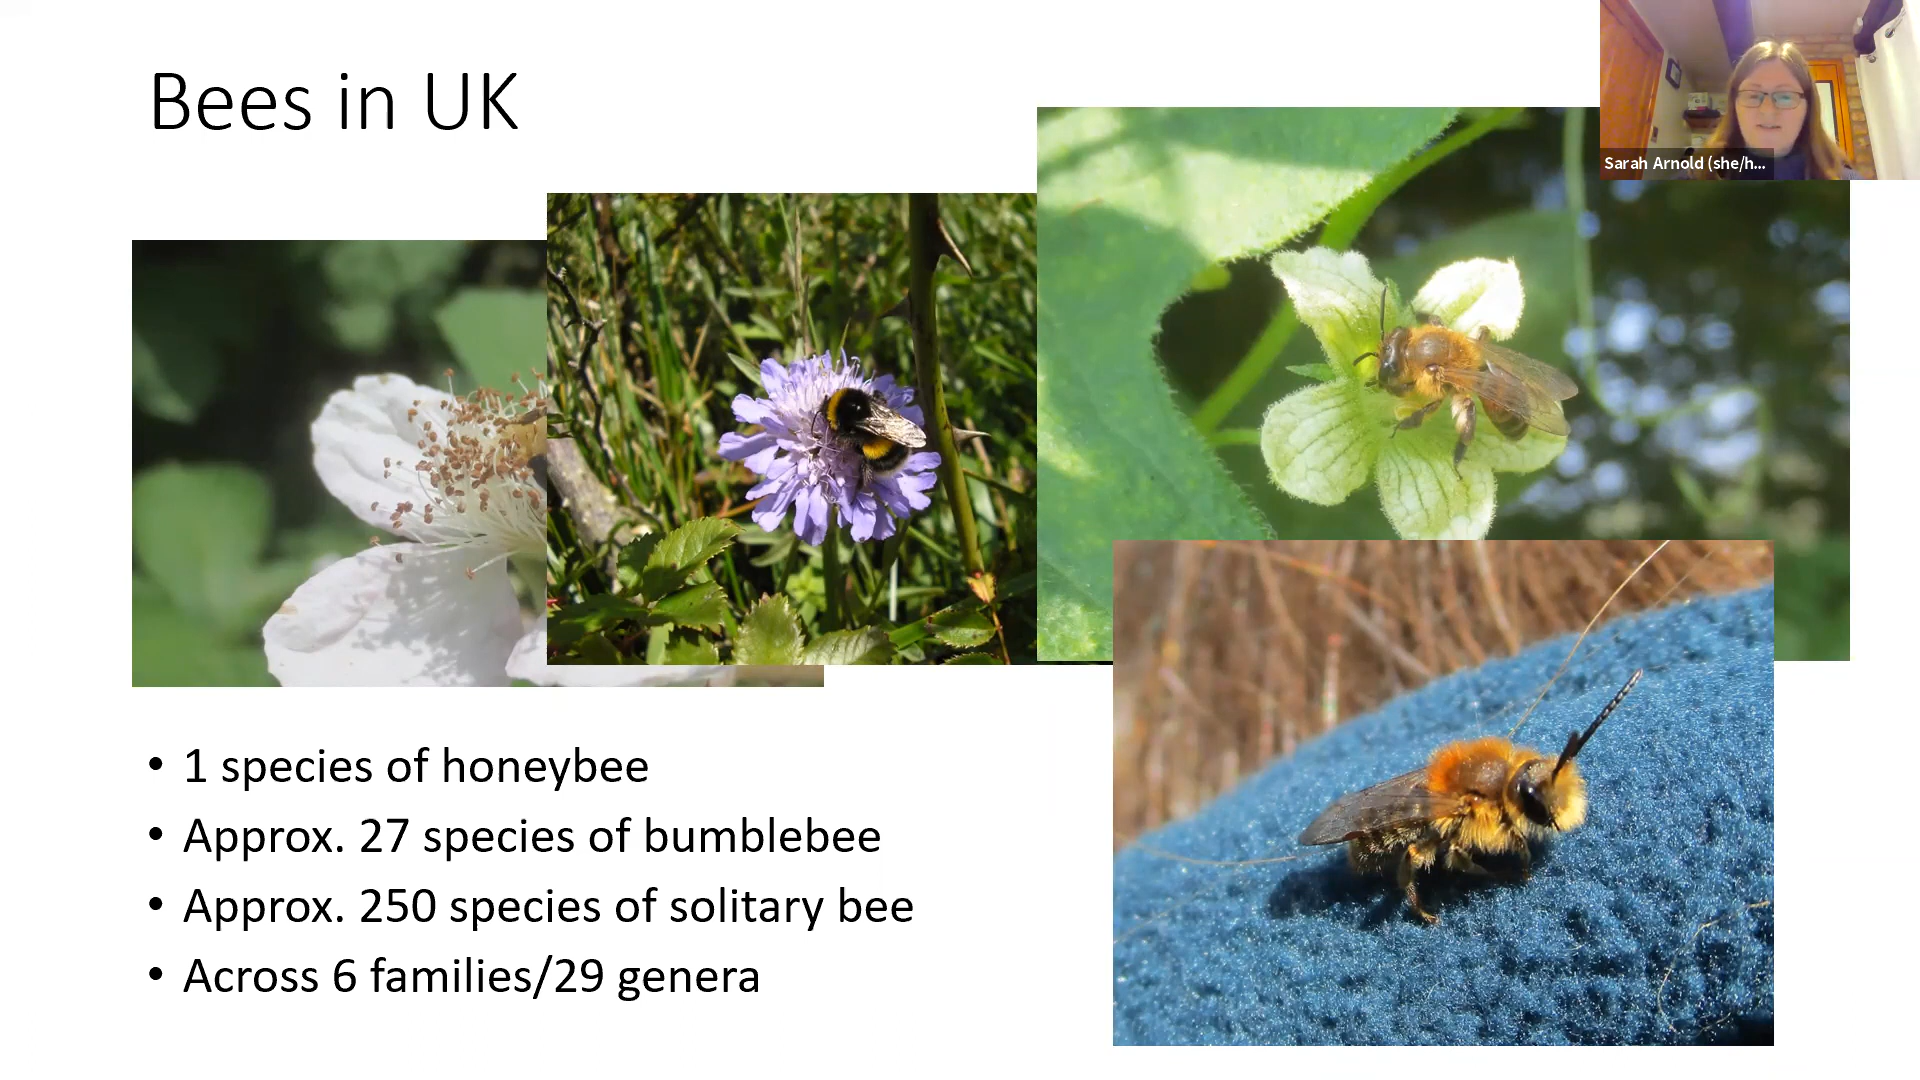 Bees in UK
Sarah Arnold (she/h...
• 1 species of honeybee
• Approx. 27 species of bumblebee
• Approx. 250 species of solitary bee
• Across 6 families/29 genera